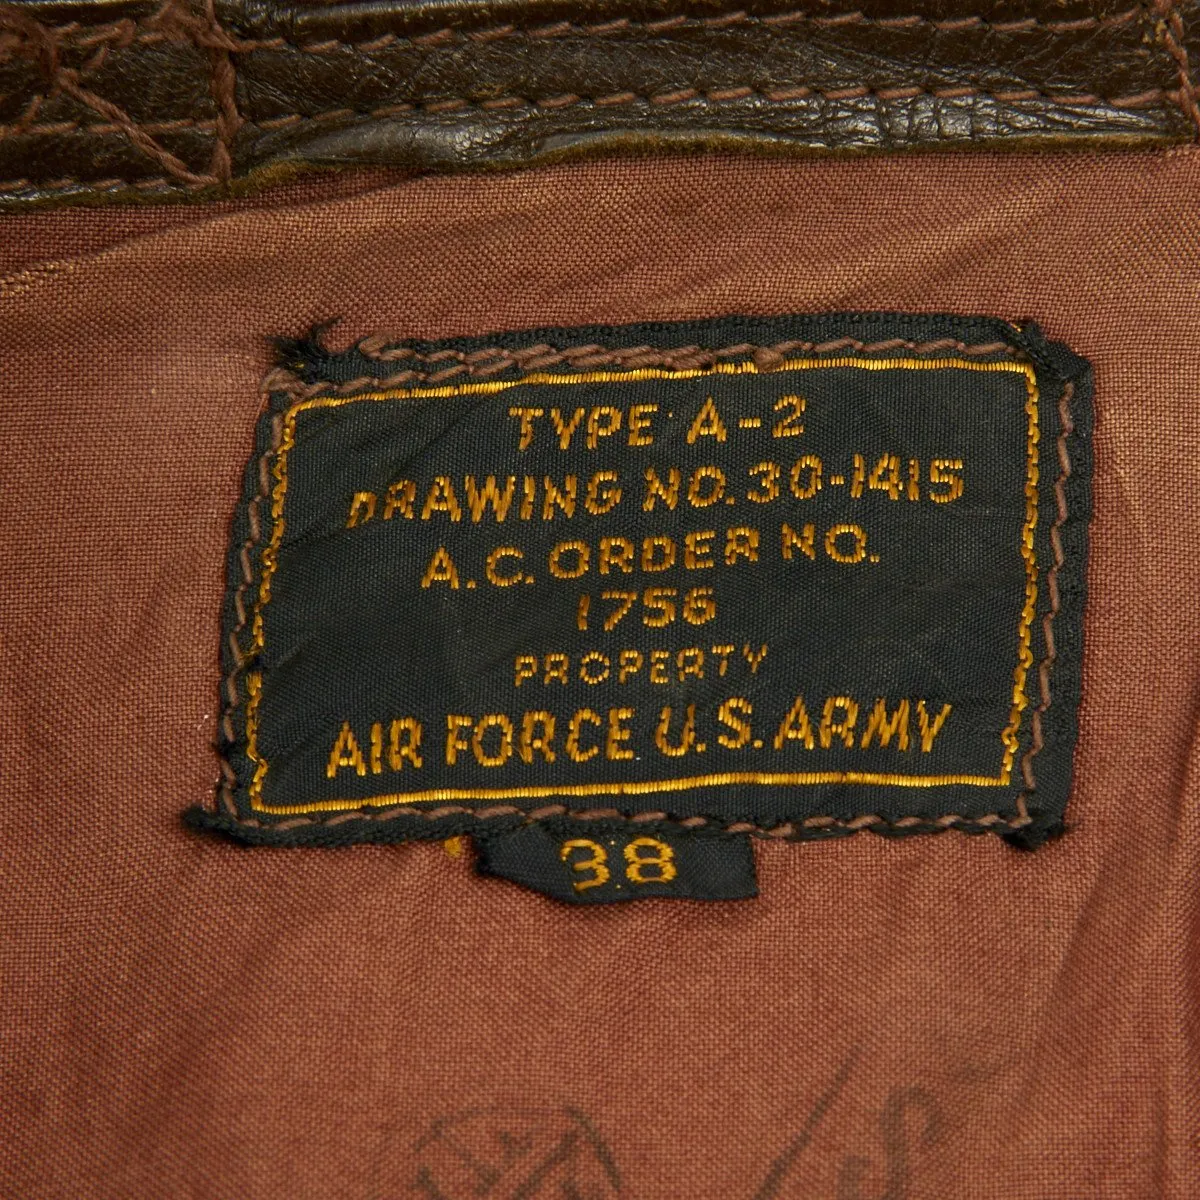 TYPE A-2
DRAWING NO. 30-1415
A.C. ORDER NO.
1756
PROPERTY
AIR FORCE U.S. ARMY
38